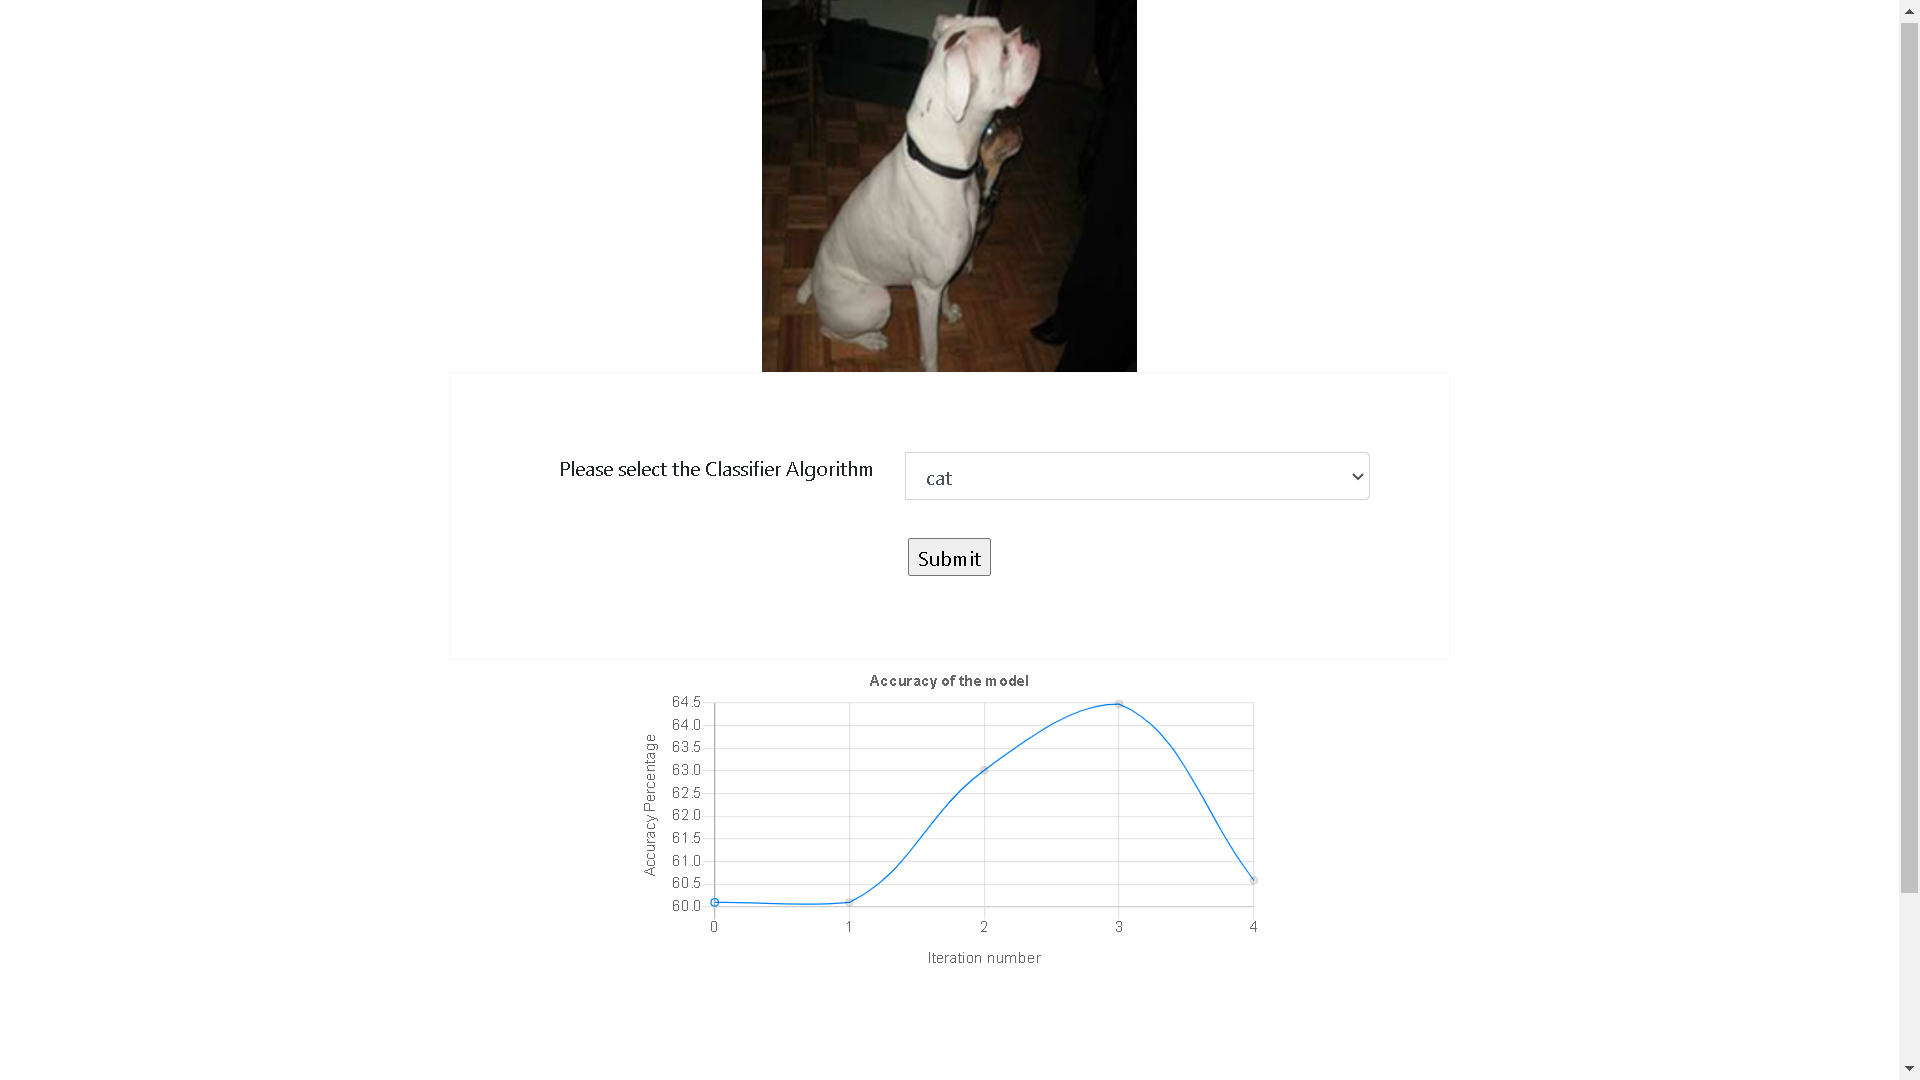 Please select the Classifier Algorithm
cat
Submit
Accuracy of the model
64.5
64.0
63.5
63.0
62.5
62.0
61.5
61.0
60.5
60.0
Accuracy Percentage
0 1 2 3 4
Iteration number